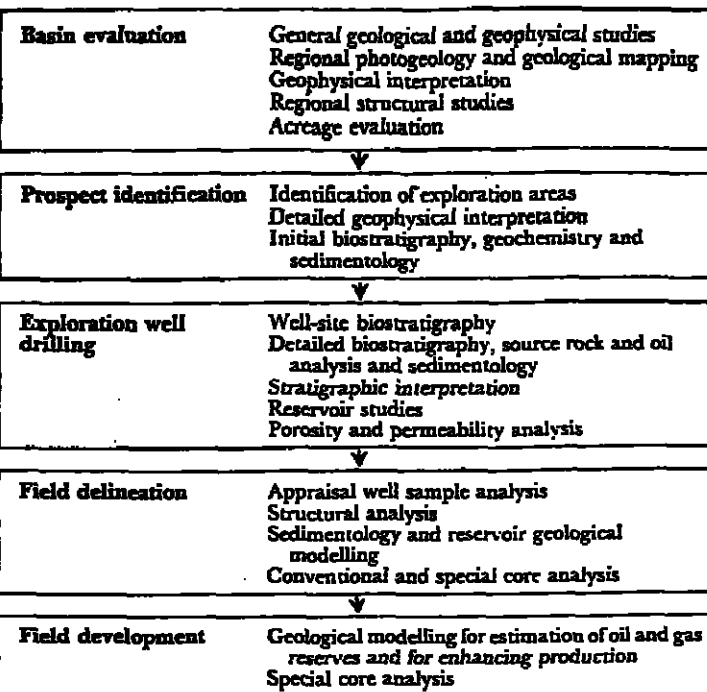 Basin evaluation General geological and geophysical studies
Regional photogeology and geological mapping
Geophysical interpretation
Regional structural studies
Acreage evaluation
Prospect identification Identification of exploration areas
Detailed geophysical interpretation
Initial biostratigraphy, geochemistry and
sedimentology
Exploration well Well-site biostratigraphy
drilling Detailed biostratigraphy, source rock and oil
analysis and sedimentology
Stratigraphic interpretation
Reservoir studies
Porosity and permeability analysis
Field delineation Appraisal well sample analysis
Structural analysis
Sedimentology and reservoir geological
modelling
Conventional and special core analysis
Field development Geological modelling for estimation of oil and gas
reserves and for enhancing production
Special core analysis